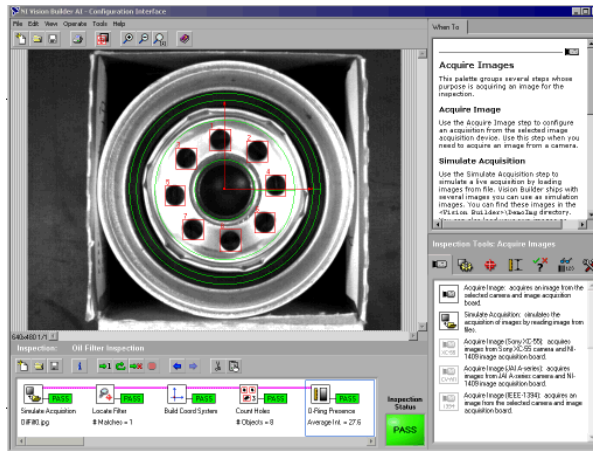 NI Vision Builder AI - Configuration Interface
File Edit View Operate Tools Help
When To
Acquire Images
This palette groups several steps whose
purpose is acquiring an image for the
inspection.
Acquire Image
Use the Acquire Image step to configure
an acquisition from the selected image
acquisition device. Use this step when you
need to acquire an image from a camera.
Simulate Acquisition
Use the Simulate Acquisition step to
simulate a live acquisition by loading
images from file. Vision Builder ships with
several images you can use as simulation
images. You can find these images in the
<Vision Builder>\DemoImg directory.
Inspection Tools: Acquire Images
Acquire Image: acquires an image from the
selected camera and image acquisition
board.
Simulate Acquisition: simulates the
acquisition of images by reading image from
files.
Acquire Image (Sony XC-55): acquires
images from Sony XC-55 camera and NI-
1409 image acquisition board.
Acquire Image (JAI A-series): acquires
images from JAI A-series camera and NI-
1409 image acquisition board.
Acquire Image (IEEE-1394): acquires an
image from the selected camera and image
acquisition board.
640x480 1/1
Inspection: Oil Filter Inspection
PASS PASS PASS PASS PASS
Simulate Acquisition Locate Filter Build Coord System Count Holes O-Ring Presence
# Matches = 1 # Objects = 8 Average Int. = 27.6
Inspection
Status
PASS